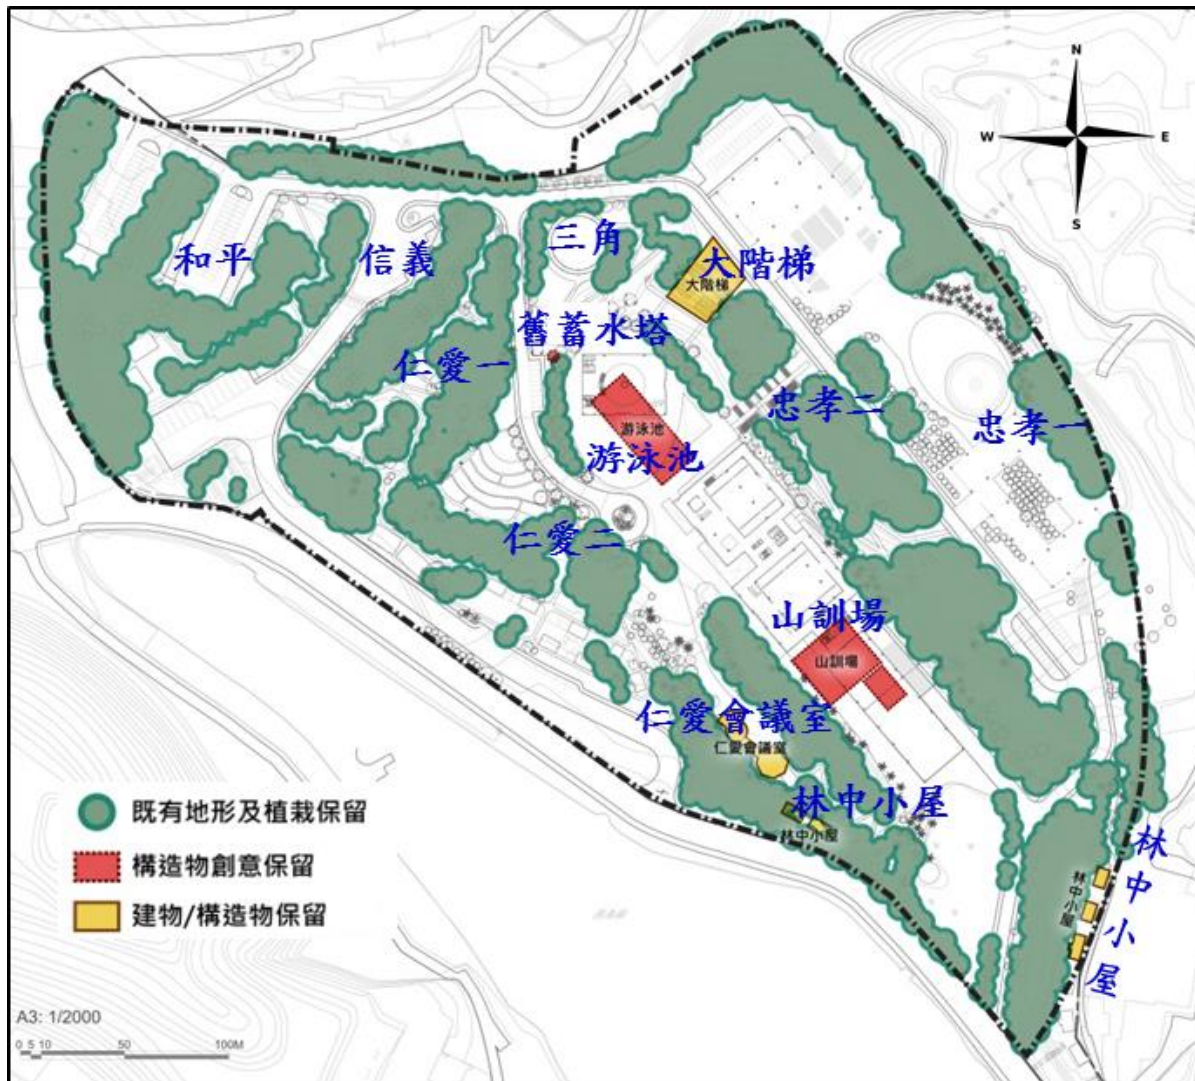 N
W
E
S
三角
和平
信義
大階梯
大階梯
舊蓄水塔
仁愛一
忠孝二
忠孝一
游泳池
游泳池
仁愛二
山訓場
山訓場
仁愛會議室
仁愛會議室
林中小屋
林中小屋
林中小屋
林中小屋
既有地形及植栽保留
構造物創意保留
建物/構造物保留
A3: 1/2000
0 5 10 50 100M